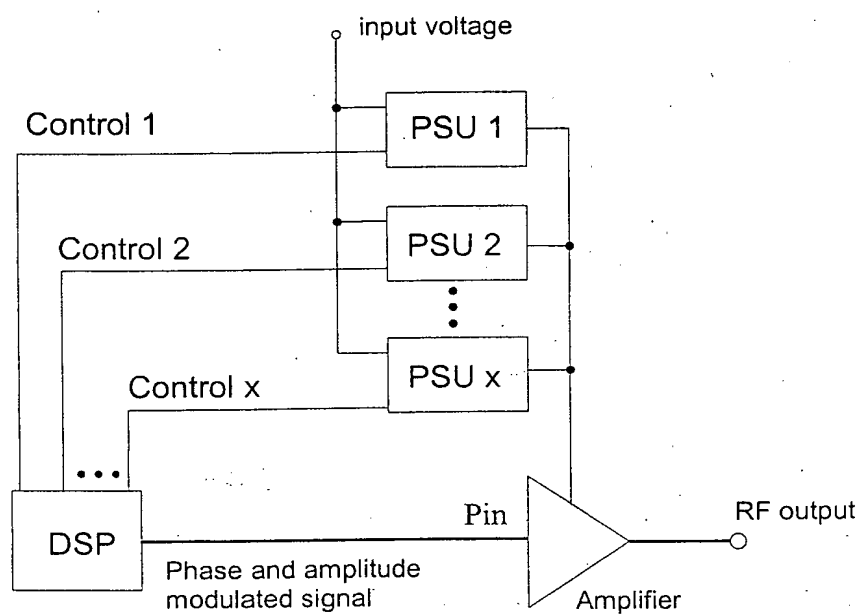 input voltage
PSU 1
Control 1
PSU 2
Control 2
PSU x
Control x
Pin
RF output
DSP
Phase and amplitude
modulated signal
Amplifier